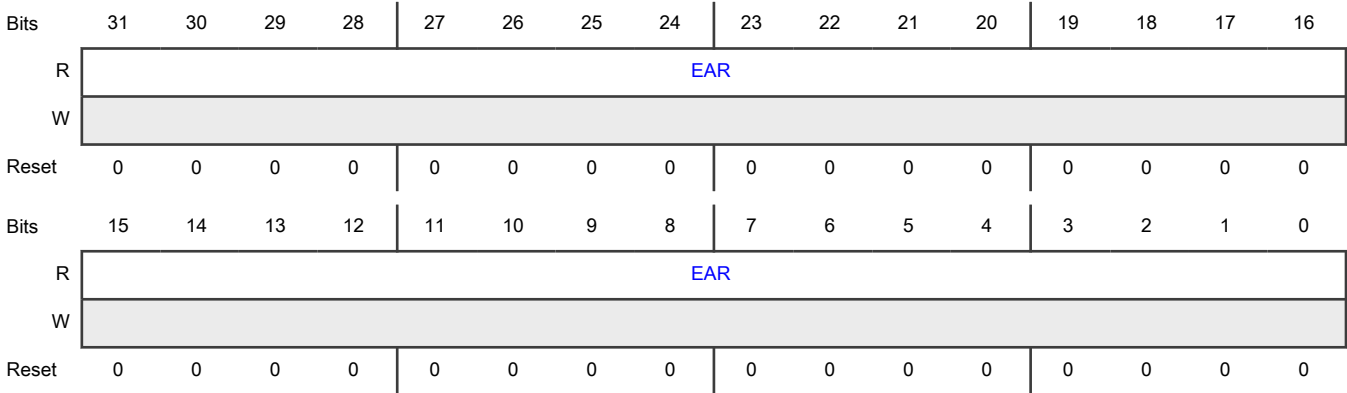 Bits 31 30 29 28 27 26 25 24 23 22 21 20 19 18 17 16
R EAR
W
Reset 0 0 0 0 0 0 0 0 0 0 0 0 0 0 0 0
Bits 15 14 13 12 11 10 9 8 7 6 5 4 3 2 1 0
R EAR
W
Reset 0 0 0 0 0 0 0 0 0 0 0 0 0 0 0 0